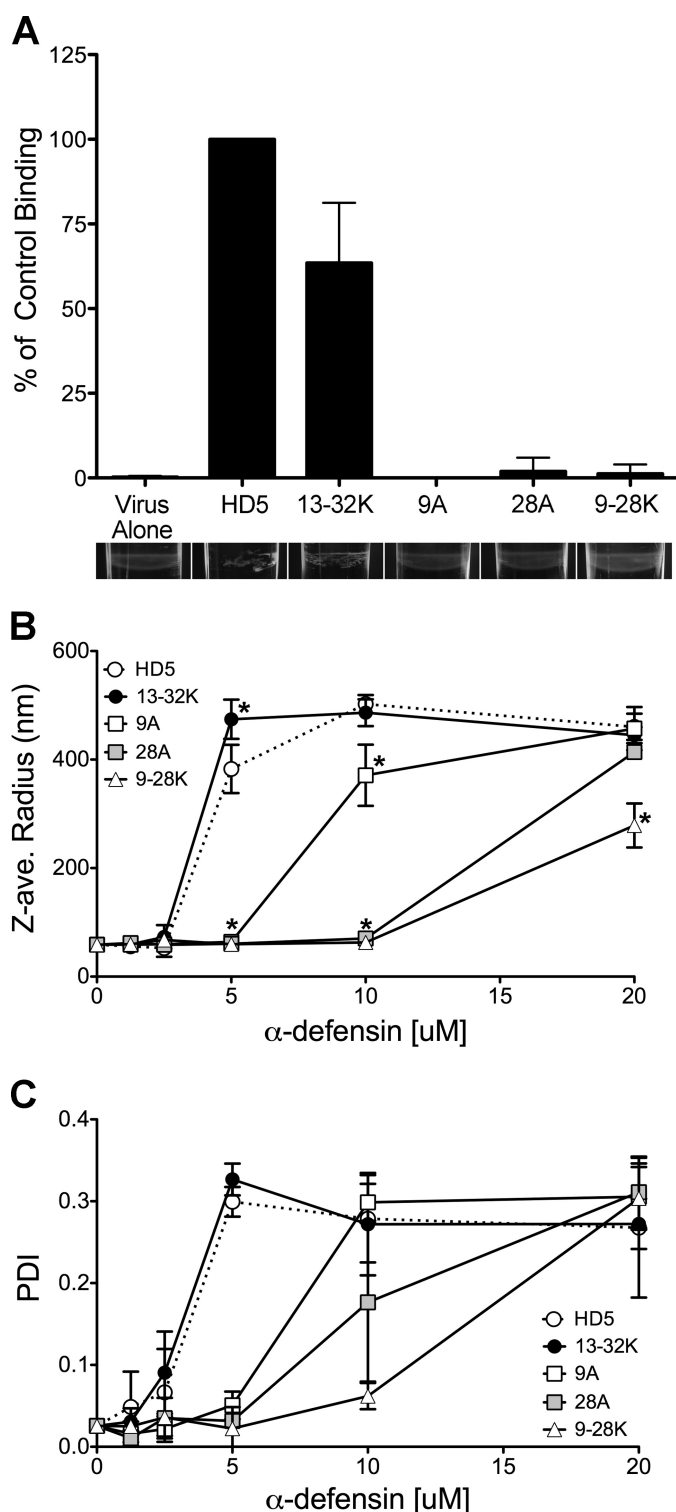 A
125
100
75
50
25
0
% of Control Binding
Virus Alone
HD5
13-32K
9A
28A
9-28K
B
600
400
200
0
Z-ave. Radius (nm)
HD5
13-32K
9A
28A
9-28K
*
*
*
*
*
0
5
10
15
20
α-defensin [uM]
C
0.4
0.3
0.2
0.1
0.0
PDI
HD5
13-32K
9A
28A
9-28K
0
5
10
15
20
α-defensin [uM]